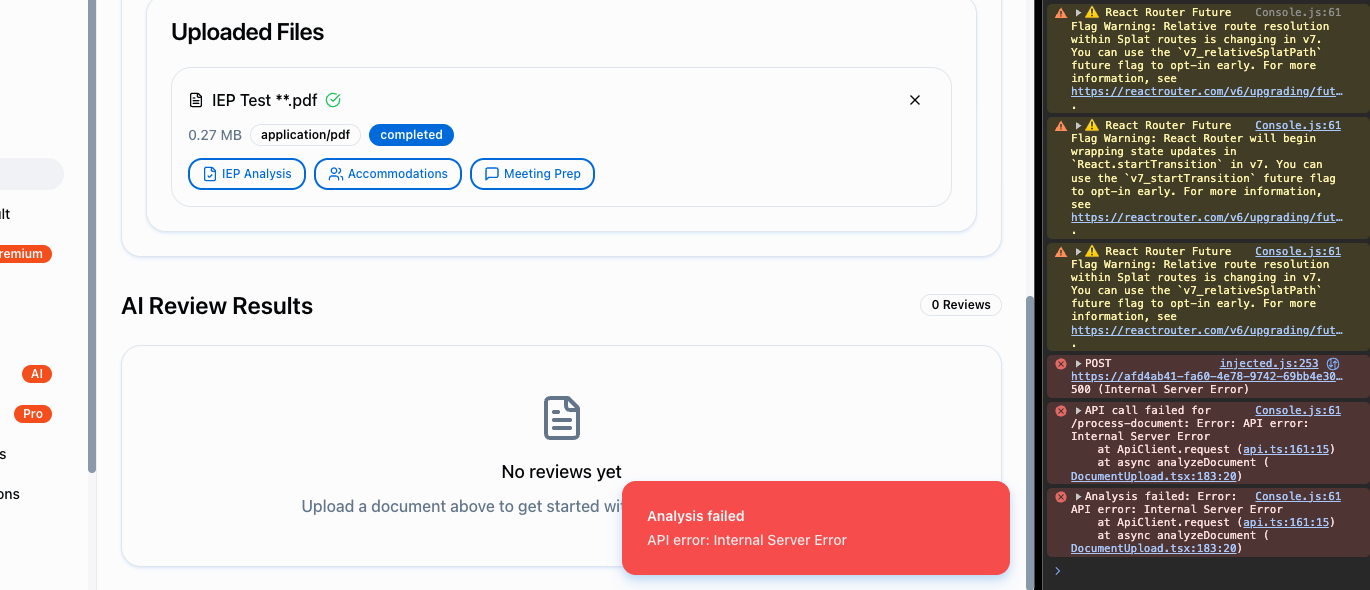 lt
remium
AI
Pro
s
ons
Uploaded Files
IEP Test **.pdf
0.27 MB application/pdf completed
IEP Analysis Accommodations Meeting Prep
AI Review Results
0 Reviews
No reviews yet
Upload a document above to get started wi
Analysis failed
API error: Internal Server Error
React Router Future Console.js:61
Flag Warning: Relative route resolution
within Splat routes is changing in v7.
You can use the `v7_relativeSplatPath`
future flag to opt-in early. For more
information, see
https://reactrouter.com/v6/upgrading/fut…
.
React Router Future Console.js:61
Flag Warning: React Router will begin
wrapping state updates in
`React.startTransition` in v7. You can
use the `v7_startTransition` future flag
to opt-in early. For more information,
see
https://reactrouter.com/v6/upgrading/fut…
.
React Router Future Console.js:61
Flag Warning: Relative route resolution
within Splat routes is changing in v7.
You can use the `v7_relativeSplatPath`
future flag to opt-in early. For more
information, see
https://reactrouter.com/v6/upgrading/fut…
.
POST injected.js:253
https://afd4ab41-fa60-4e78-9742-69bb4e30…
500 (Internal Server Error)
API call failed for Console.js:61
/process-document: Error: API error:
Internal Server Error
at ApiClient.request (api.ts:161:15)
at async analyzeDocument (
DocumentUpload.tsx:183:20)
Analysis failed: Error: Console.js:61
API error: Internal Server Error
at ApiClient.request (api.ts:161:15)
at async analyzeDocument (
DocumentUpload.tsx:183:20)